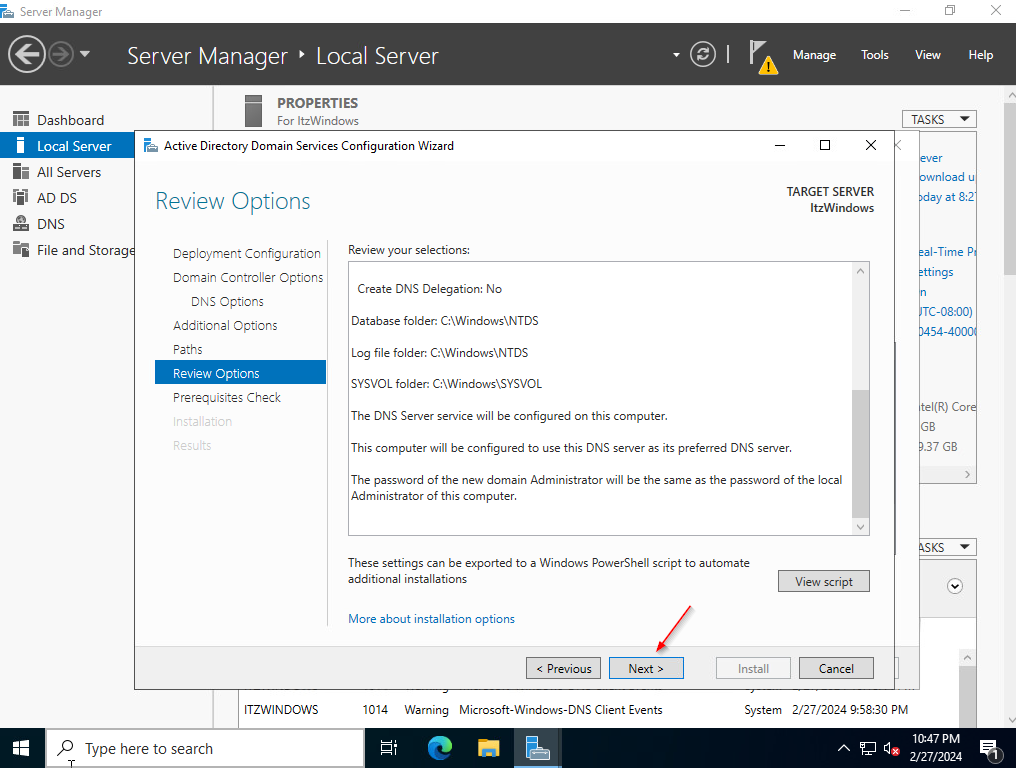 Server Manager
Server Manager ‣ Local Server
Manage Tools View Help
Dashboard
Local Server
All Servers
AD DS
DNS
File and Storage
PROPERTIES
For ItzWindows
TASKS
Active Directory Domain Services Configuration Wizard
Review Options
TARGET SERVER
ItzWindows
Deployment Configuration
Domain Controller Options
DNS Options
Additional Options
Paths
Review Options
Prerequisites Check
Installation
Results
Review your selections:
Create DNS Delegation: No
Database folder: C:\Windows\NTDS
Log file folder: C:\Windows\NTDS
SYSVOL folder: C:\Windows\SYSVOL
The DNS Server service will be configured on this computer.
This computer will be configured to use this DNS server as its preferred DNS server.
The password of the new domain Administrator will be the same as the password of the local
Administrator of this computer.
These settings can be exported to a Windows PowerShell script to automate
additional installations
View script
More about installation options
< Previous Next > Install Cancel
ever
ownload u
oday at 8:27
eal-Time Pr
ettings
n
UTC-08:00)
0454-40000
ntel(R) Core
GB
9.37 GB
ASKS
ITZWINDOWS 1014 Warning Microsoft-Windows-DNS Client Events System 2/27/2024 9:58:30 PM
Type here to search
10:47 PM
2/27/2024
1